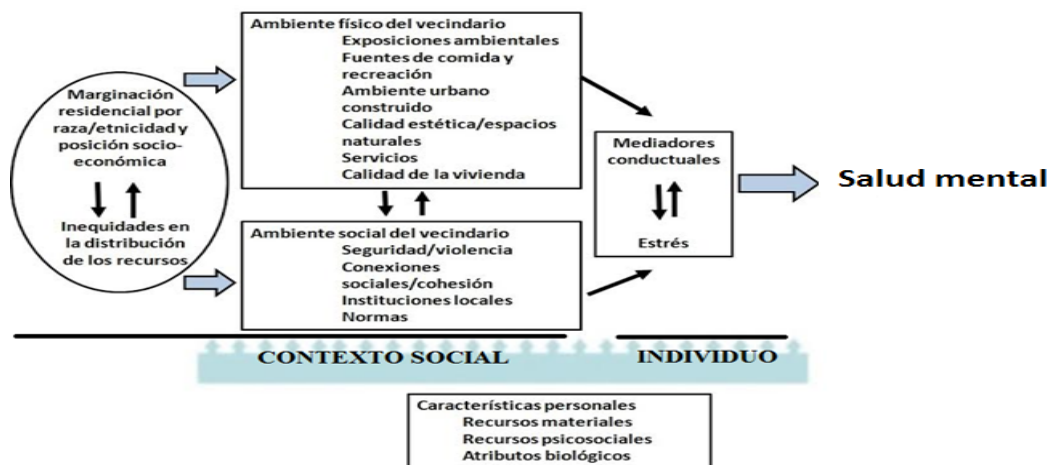 Marginación
residencial por
raza/etnicidad y
posición socio-
económica
Inequidades en
la distribución
de los recursos
Ambiente físico del vecindario
Exposiciones ambientales
Fuentes de comida y
recreación
Ambiente urbano
construido
Calidad estética/espacios
naturales
Servicios
Calidad de la vivienda
Ambiente social del vecindario
Seguridad/violencia
Conexiones
sociales/cohesión
Instituciones locales
Normas
Mediadores
conductuales
Estrés
Salud mental
CONTEXTO SOCIAL
INDIVIDUO
Características personales
Recursos materiales
Recursos psicosociales
Atributos biológicos